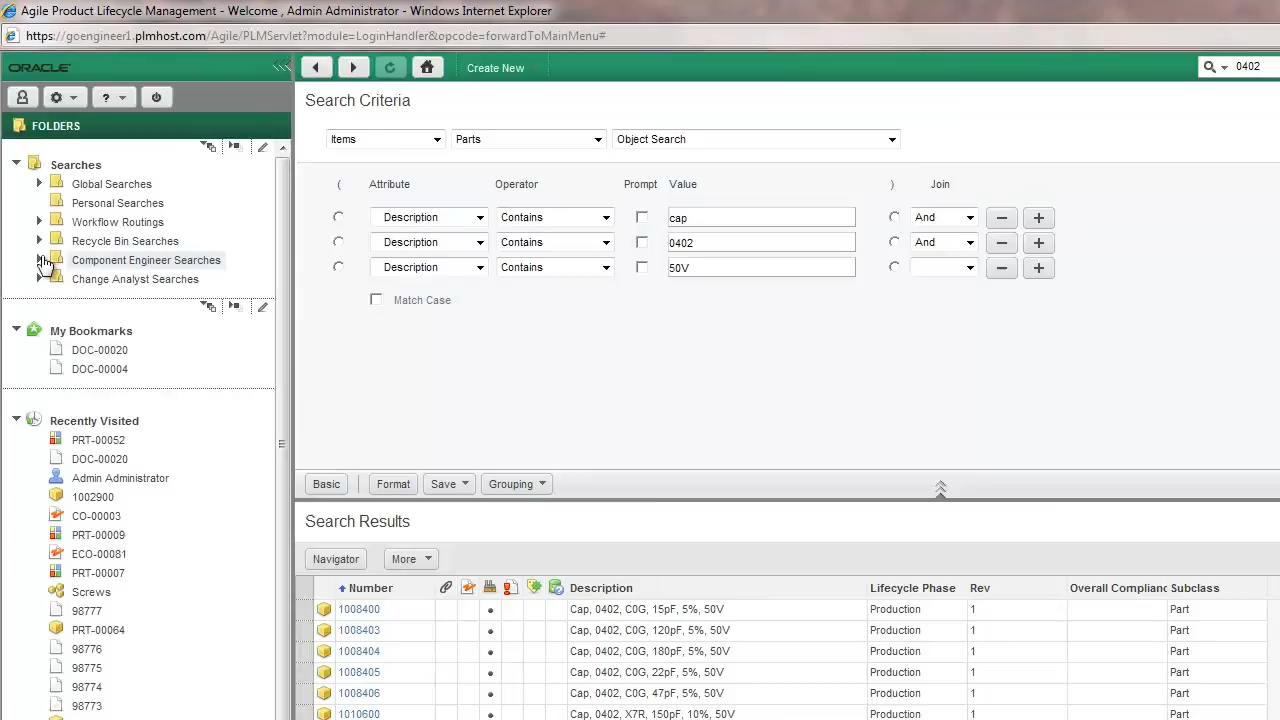 Agile Product Lifecycle Management - Welcome , Admin Administrator - Windows Internet Explorer
https://goengineer1.plmhost.com/Agile/PLMServlet?module=LoginHandler&opcode=forwardToMainMenu#
ORACLE
Create New
0402
?
FOLDERS
Searches
Global Searches
Personal Searches
Workflow Routings
Recycle Bin Searches
Component Engineer Searches
Change Analyst Searches
My Bookmarks
DOC-00020
DOC-00004
Recently Visited
PRT-00052
DOC-00020
Admin Administrator
1002900
CO-00003
PRT-00009
ECO-00081
PRT-00007
Screws
98777
PRT-00064
98776
98775
98774
98773
Search Criteria
Items Parts Object Search
( Attribute Operator Prompt Value ) Join
Description Contains cap And
Description Contains 0402 And
Description Contains 50V
Match Case
Basic Format Save Grouping
Search Results
Navigator More
Number Description Lifecycle Phase Rev Overall Complianc Subclass
1008400 Cap, 0402, C0G, 15pF, 5%, 50V Production 1 Part
1008403 Cap, 0402, C0G, 120pF, 5%, 50V Production 1 Part
1008404 Cap, 0402, C0G, 180pF, 5%, 50V Production 1 Part
1008405 Cap, 0402, C0G, 22pF, 5%, 50V Production 1 Part
1008406 Cap, 0402, C0G, 47pF, 5%, 50V Production 1 Part
1010600 Cap, 0402, X7R, 150pF, 10%, 50V Production 1 Part